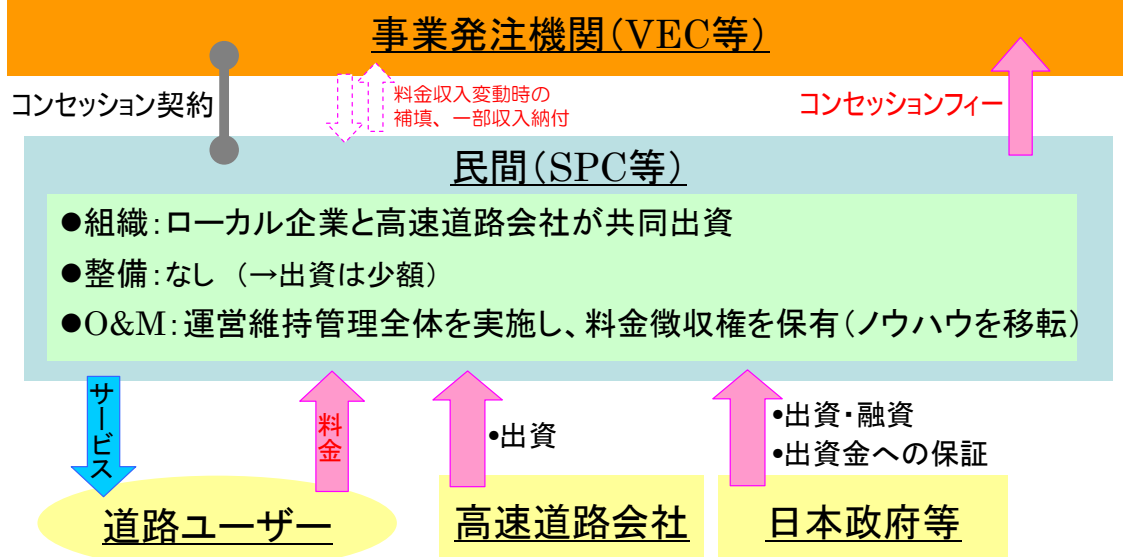 事業発注機関(VEC等)
コンセッション契約
料金収入変動時の
補填、一部収入納付
コンセッションフィー
民間(SPC等)
●組織:ローカル企業と高速道路会社が共同出資
●整備:なし (→出資は少額)
●O&M:運営維持管理全体を実施し、料金徴収権を保有(ノウハウを移転)
サービス
料金
•出資
•出資・融資
•出資金への保証
道路ユーザー
高速道路会社
日本政府等